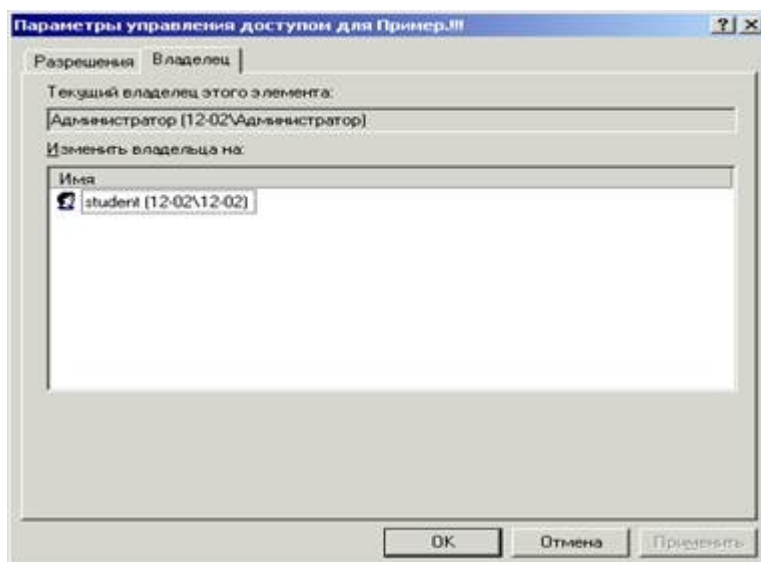 Параметры управления доступом для Пример.!!!
Разрешения Владелец
Текущий владелец этого элемента:
Администратор (12-02\Администратор)
Изменить владельца на:
Имя
student (12-02\12-02)
OK Отмена Применить